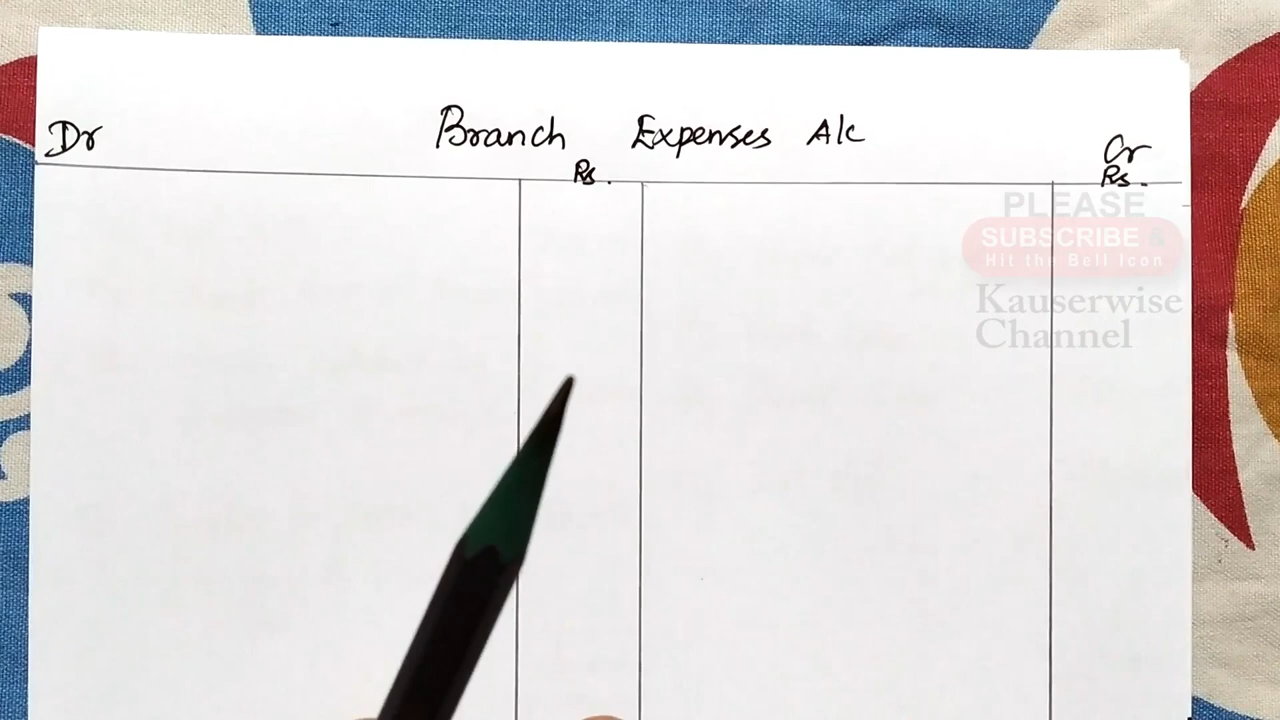 Dr Branch Expenses A/c Cr
Rs. Rs.
PLEASE
SUBSCRIBE &
Hit the Bell Icon
Kauserwise
Channel